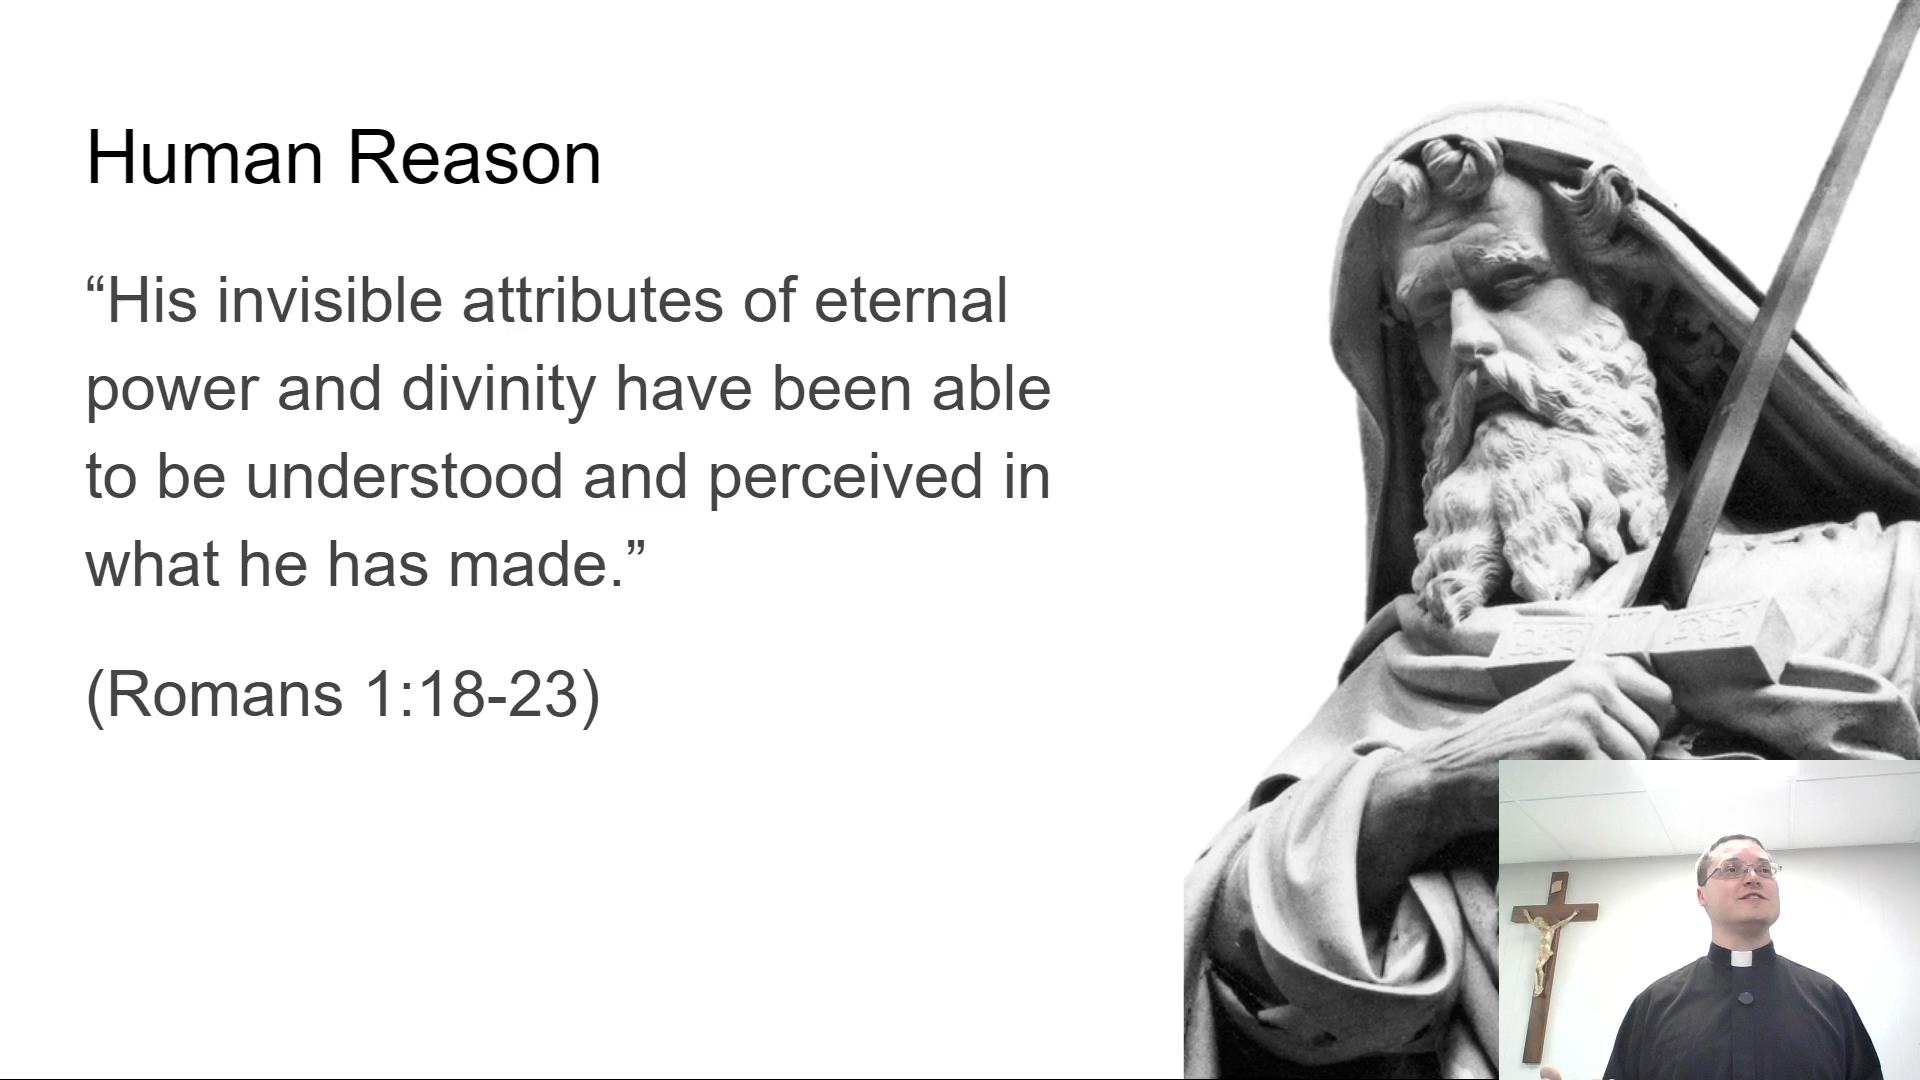 Human Reason
“His invisible attributes of eternal
power and divinity have been able
to be understood and perceived in
what he has made.”
(Romans 1:18-23)